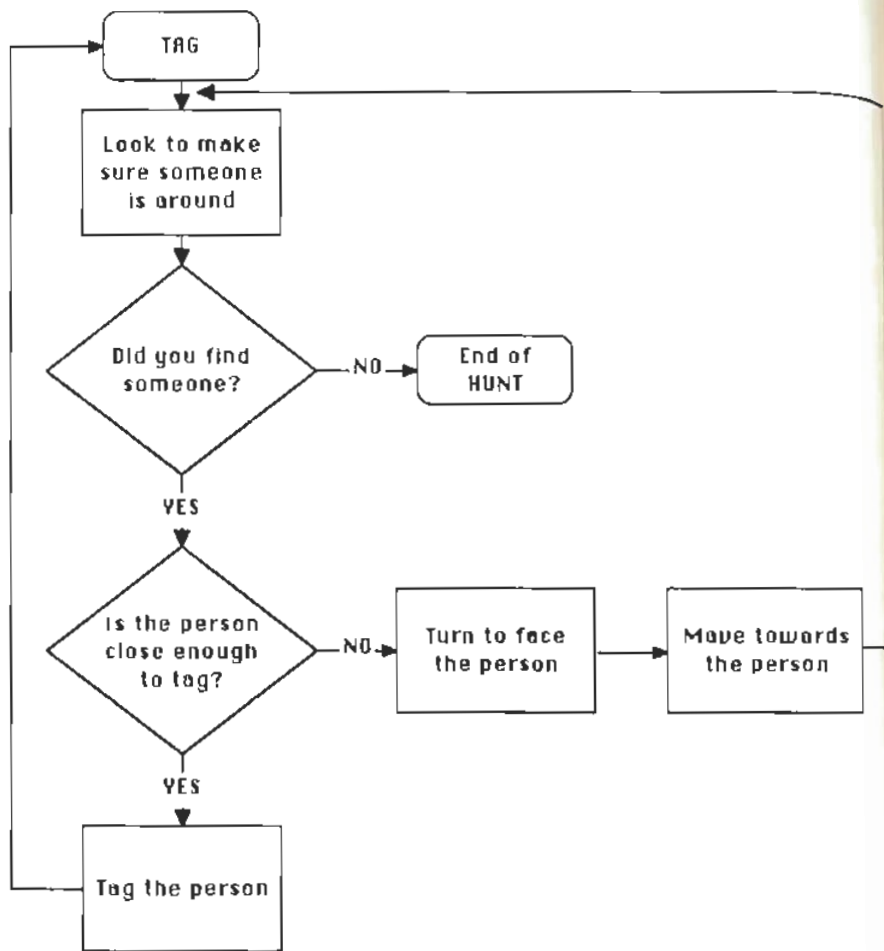 TAG
Look to make
sure someone
is around
Did you find
someone?
NO
End of
HUNT
YES
Is the person
close enough
to tag?
NO
Turn to face
the person
Move towards
the person
YES
Tag the person